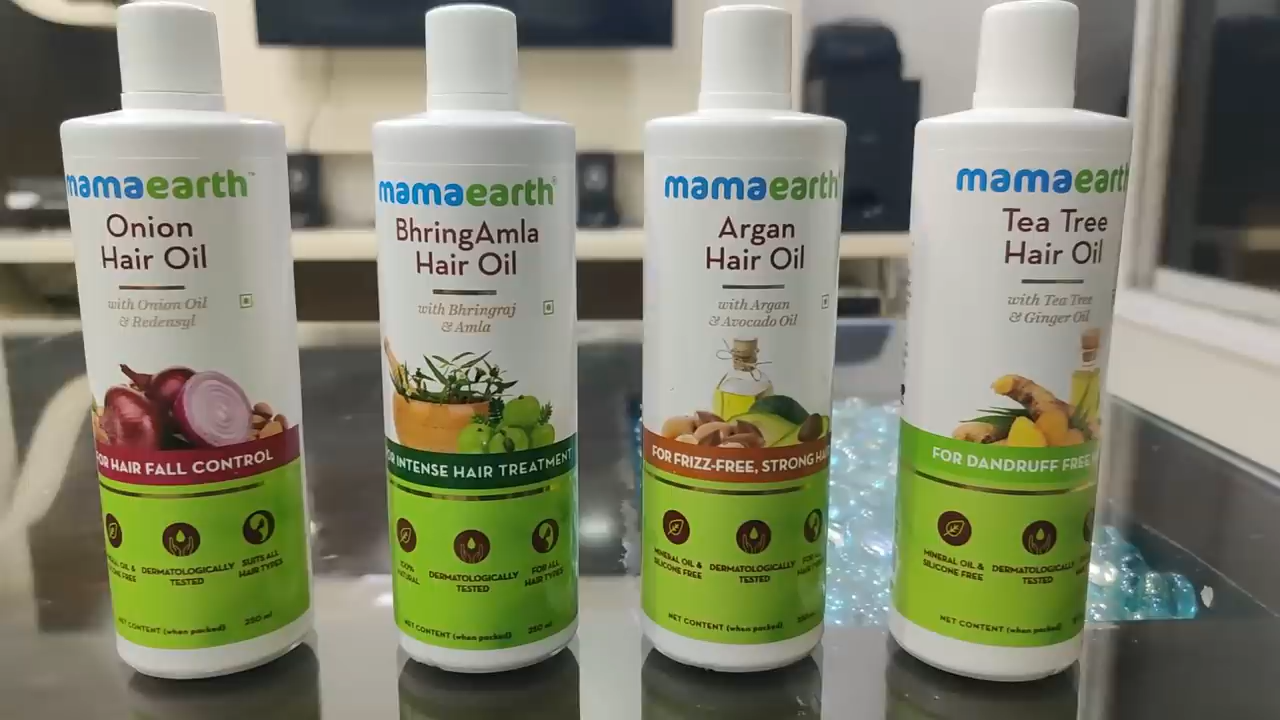 mamaearth™
Onion
Hair Oil
with Onion Oil
& Redensyl
FOR HAIR FALL CONTROL
OIL &
FREE
DERMATOLOGICALLY
TESTED
SUITS ALL
HAIR TYPES
NET CONTENT (when packed) 250 ml
mamaearth®
BhringAmla
Hair Oil
with Bhringraj
& Amla
INTENSE HAIR TREATMENT
100%
NATURAL
DERMATOLOGICALLY
TESTED
FOR ALL
HAIR TYPES
NET CONTENT (when packed) 250 ml
mamaearth
Argan
Hair Oil
with Argan
& Avocado Oil
FOR FRIZZ-FREE, STRONG
MINERAL OIL &
SILICONE FREE
DERMATOLOGICALLY
TESTED
NET CONTENT (when packed)
mamaearth
Tea Tree
Hair Oil
with Tea Tree
& Ginger Oil
FOR DANDRUFF FREE
MINERAL OIL &
SILICONE FREE
DERMATOLOGICALLY
TESTED
NET CONTENT (when packed)